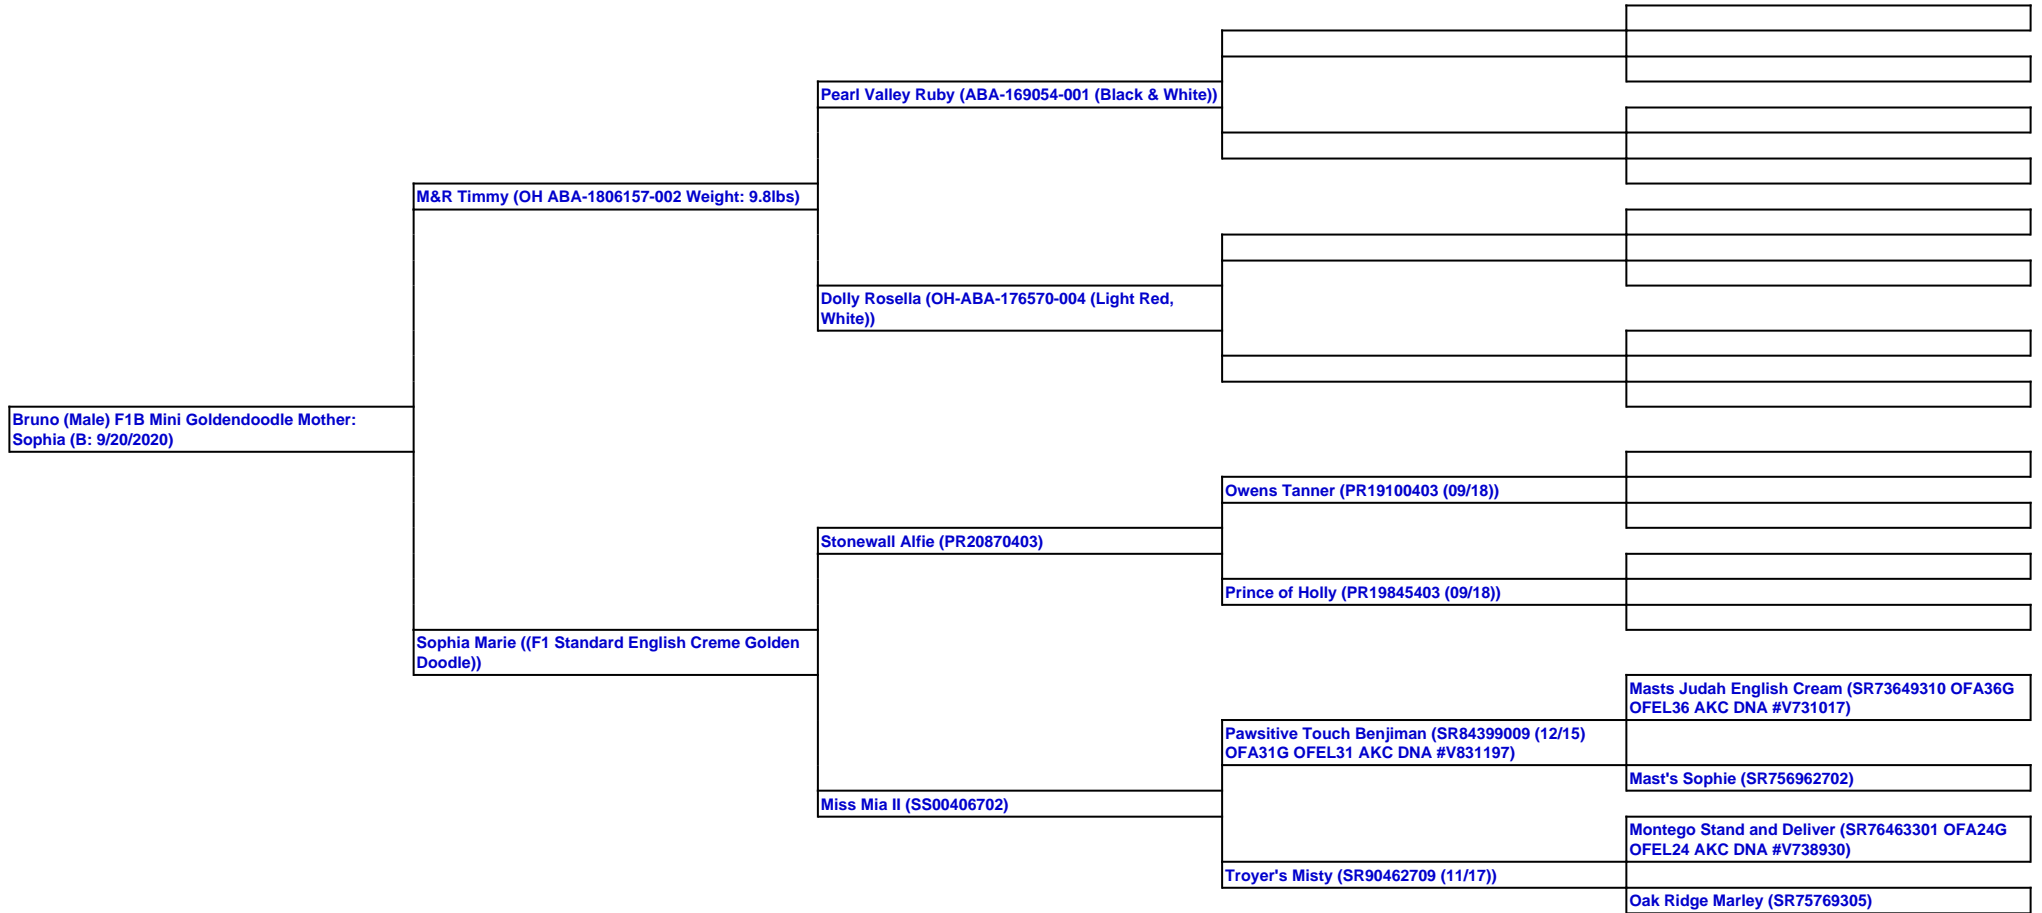 Pearl Valley Ruby (ABA-169054-001 (Black & White))
M&R Timmy (OH ABA-1806157-002 Weight: 9.8lbs)
Dolly Rosella (OH-ABA-176570-004 (Light Red,
White))
Bruno (Male) F1B Mini Goldendoodle Mother:
Sophia (B: 9/20/2020)
Owens Tanner (PR19100403 (09/18))
Stonewall Alfie (PR20870403)
Prince of Holly (PR19845403 (09/18))
Sophia Marie ((F1 Standard English Creme Golden
Doodle))
Masts Judah English Cream (SR73649310 OFA36G
OFEL36 AKC DNA #V731017)
Pawsitive Touch Benjiman (SR84399009 (12/15)
OFA31G OFEL31 AKC DNA #V831197)
Mast's Sophie (SR756962702)
Miss Mia II (SS00406702)
Montego Stand and Deliver (SR76463301 OFA24G
OFEL24 AKC DNA #V738930)
Troyer's Misty (SR90462709 (11/17))
Oak Ridge Marley (SR75769305)